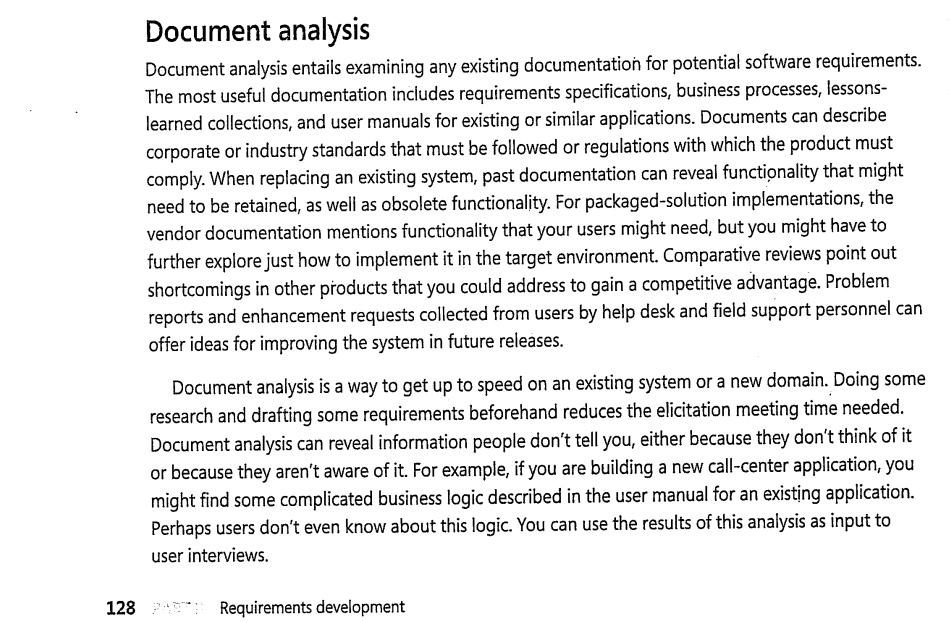 Document analysis
Document analysis entails examining any existing documentation for potential software requirements.
The most useful documentation includes requirements specifications, business processes, lessons-
learned collections, and user manuals for existing or similar applications. Documents can describe
corporate or industry standards that must be followed or regulations with which the product must
comply. When replacing an existing system, past documentation can reveal functionality that might
need to be retained, as well as obsolete functionality. For packaged-solution implementations, the
vendor documentation mentions functionality that your users might need, but you might have to
further explore just how to implement it in the target environment. Comparative reviews point out
shortcomings in other products that you could address to gain a competitive advantage. Problem
reports and enhancement requests collected from users by help desk and field support personnel can
offer ideas for improving the system in future releases.
Document analysis is a way to get up to speed on an existing system or a new domain. Doing some
research and drafting some requirements beforehand reduces the elicitation meeting time needed.
Document analysis can reveal information people don't tell you, either because they don't think of it
or because they aren't aware of it. For example, if you are building a new call-center application, you
might find some complicated business logic described in the user manual for an existing application.
Perhaps users don't even know about this logic. You can use the results of this analysis as input to
user interviews.
128 Requirements development